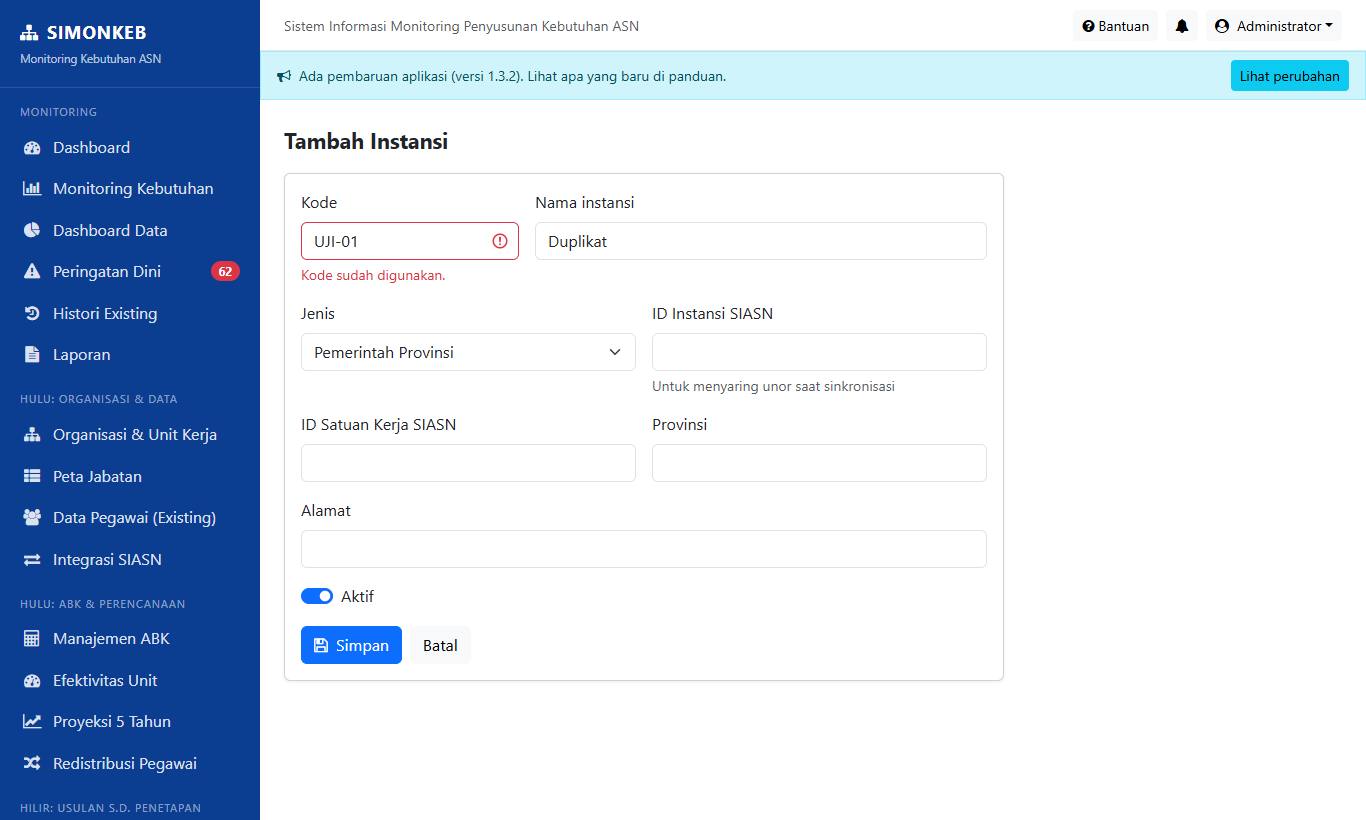 SIMONKEB
Monitoring Kebutuhan ASN
MONITORING
Dashboard
Monitoring Kebutuhan
Dashboard Data
Peringatan Dini 62
Histori Existing
Laporan
HULU: ORGANISASI & DATA
Organisasi & Unit Kerja
Peta Jabatan
Data Pegawai (Existing)
Integrasi SIASN
HULU: ABK & PERENCANAAN
Manajemen ABK
Efektivitas Unit
Proyeksi 5 Tahun
Redistribusi Pegawai
HILIR: USULAN S.D. PENETAPAN
Sistem Informasi Monitoring Penyusunan Kebutuhan ASN
Bantuan
Administrator
Ada pembaruan aplikasi (versi 1.3.2). Lihat apa yang baru di panduan.
Lihat perubahan
Tambah Instansi
Kode
UJI-01
Kode sudah digunakan.
Nama instansi
Duplikat
Jenis
Pemerintah Provinsi
ID Instansi SIASN
Untuk menyaring unor saat sinkronisasi
ID Satuan Kerja SIASN
Provinsi
Alamat
Aktif
Simpan
Batal